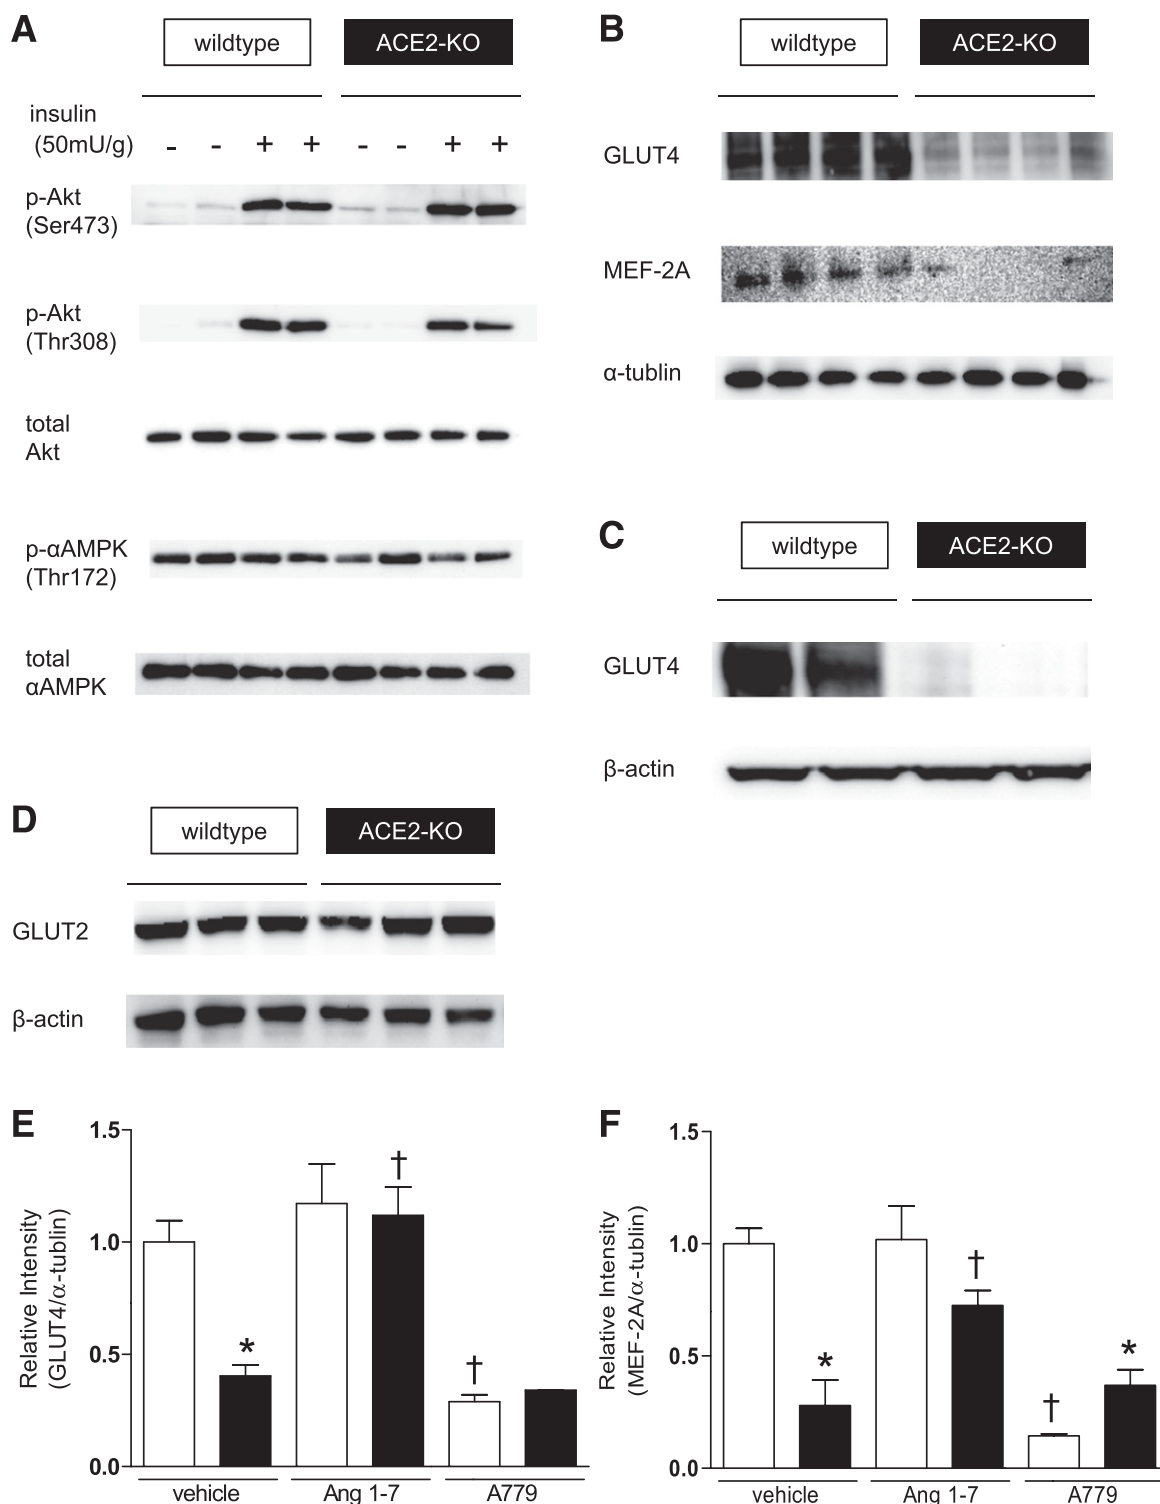 A
wildtype
ACE2-KO
insulin
(50mU/g)
- - + + - - + +
p-Akt
(Ser473)
p-Akt
(Thr308)
total
Akt
p-αAMPK
(Thr172)
total
αAMPK
B
wildtype
ACE2-KO
GLUT4
MEF-2A
α-tublin
C
wildtype
ACE2-KO
GLUT4
β-actin
D
wildtype
ACE2-KO
GLUT2
β-actin
E
Relative Intensity
(GLUT4/α-tublin)
1.5
1.0
0.5
0.0
*
†
†
vehicle
Ang 1-7
A779
F
Relative Intensity
(MEF-2A/α-tublin)
1.5
1.0
0.5
0.0
*
†
†
*
vehicle
Ang 1-7
A779